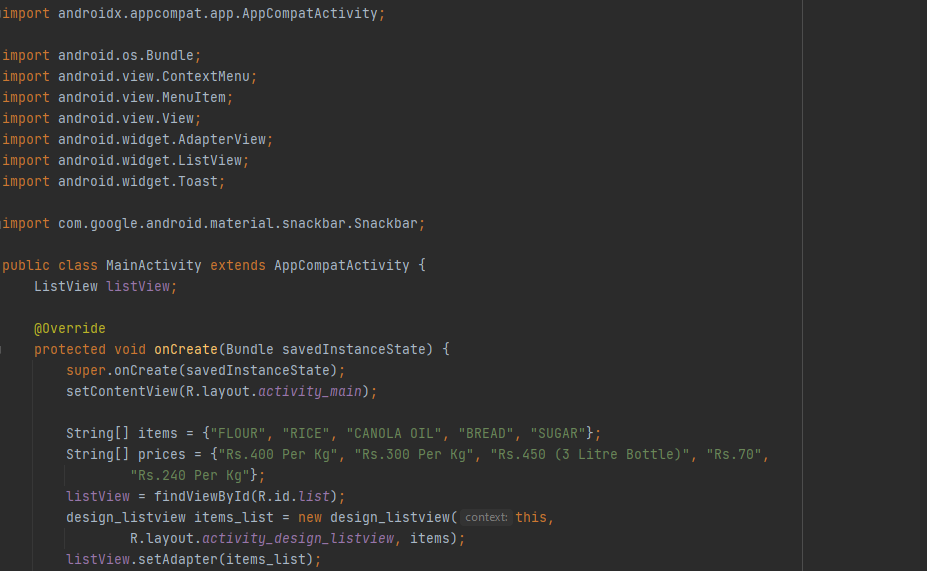 import androidx.appcompat.app.AppCompatActivity;
import android.os.Bundle;
import android.view.ContextMenu;
import android.view.MenuItem;
import android.view.View;
import android.widget.AdapterView;
import android.widget.ListView;
import android.widget.Toast;
import com.google.android.material.snackbar.Snackbar;
public class MainActivity extends AppCompatActivity {
ListView listView;
@Override
protected void onCreate(Bundle savedInstanceState) {
super.onCreate(savedInstanceState);
setContentView(R.layout.activity_main);
String[] items = {"FLOUR", "RICE", "CANOLA OIL", "BREAD", "SUGAR"};
String[] prices = {"Rs.400 Per Kg", "Rs.300 Per Kg", "Rs.450 (3 Litre Bottle)", "Rs.70",
"Rs.240 Per Kg"};
listView = findViewById(R.id.list);
design_listview items_list = new design_listview( context: this,
R.layout.activity_design_listview, items);
listView.setAdapter(items_list);